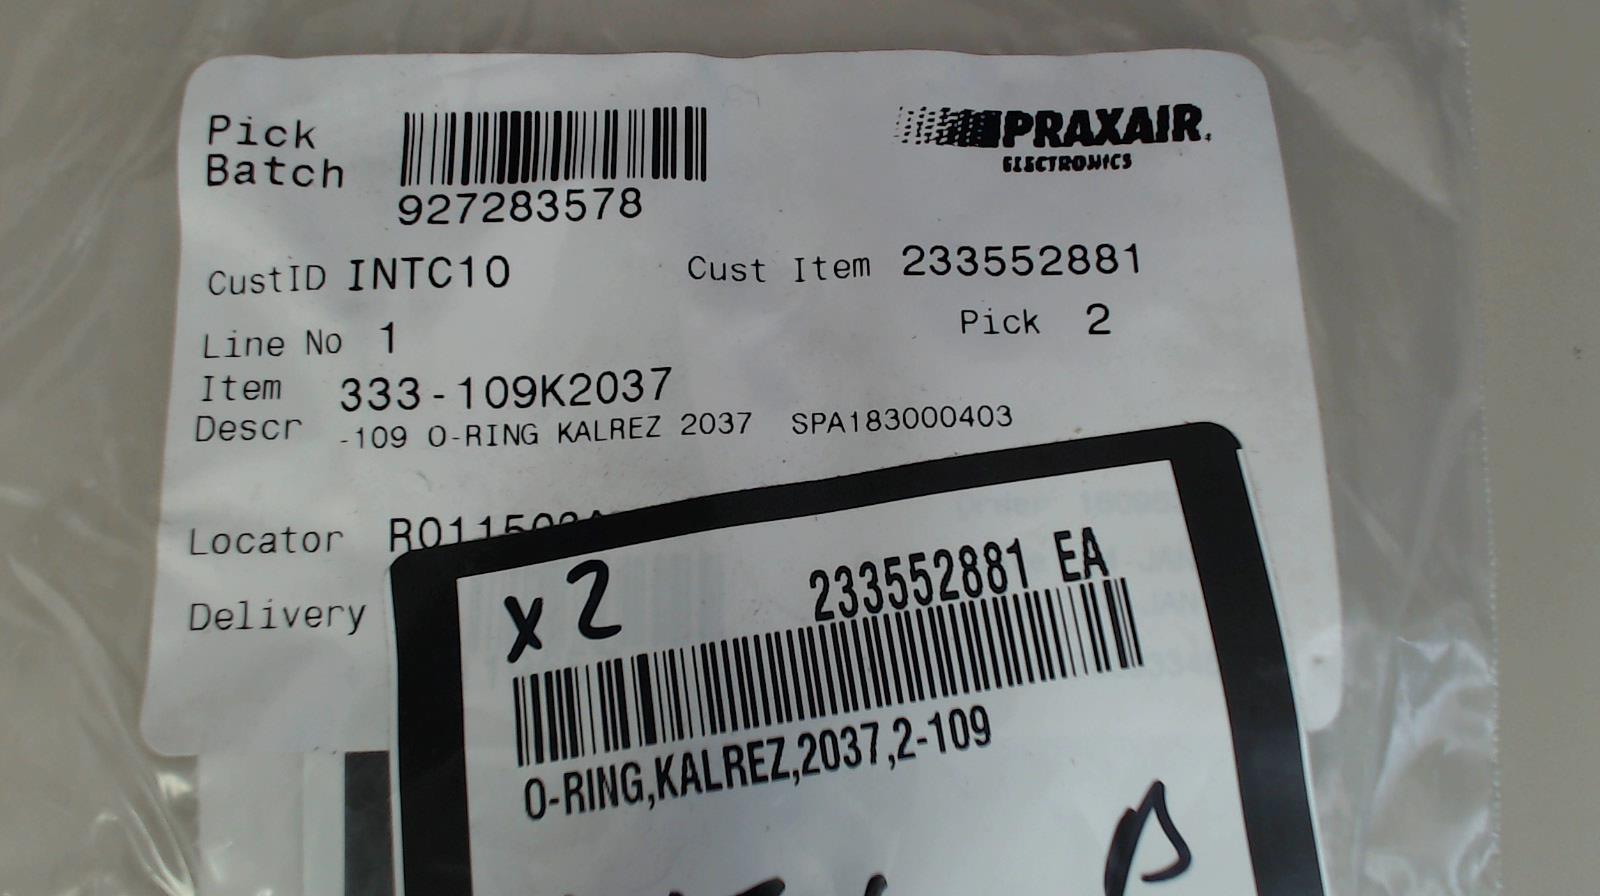 Pick
Batch
927283578
PRAXAIR
ELECTRONICS
CustID INTC10
Cust Item 233552881
Line No 1
Pick 2
Item 333-109K2037
Descr -109 O-RING KALREZ 2037 SPA183000403
Locator
Delivery
x 2
233552881 EA
O-RING,KALREZ,2037,2-109